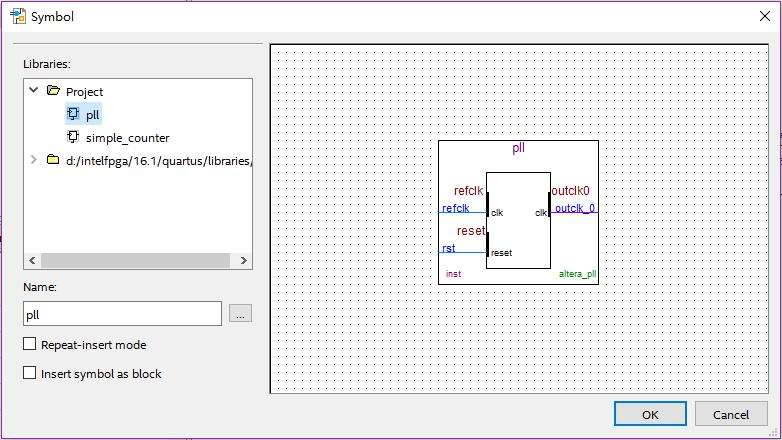 Symbol
Libraries:
Project
pll
simple_counter
d:/intelfpga/16.1/quartus/libraries/
Name:
pll
...
Repeat-insert mode
Insert symbol as block
pll
refclk outclk0
refclk clk clk outclk_0
reset
rst reset
inst altera_pll
OK Cancel